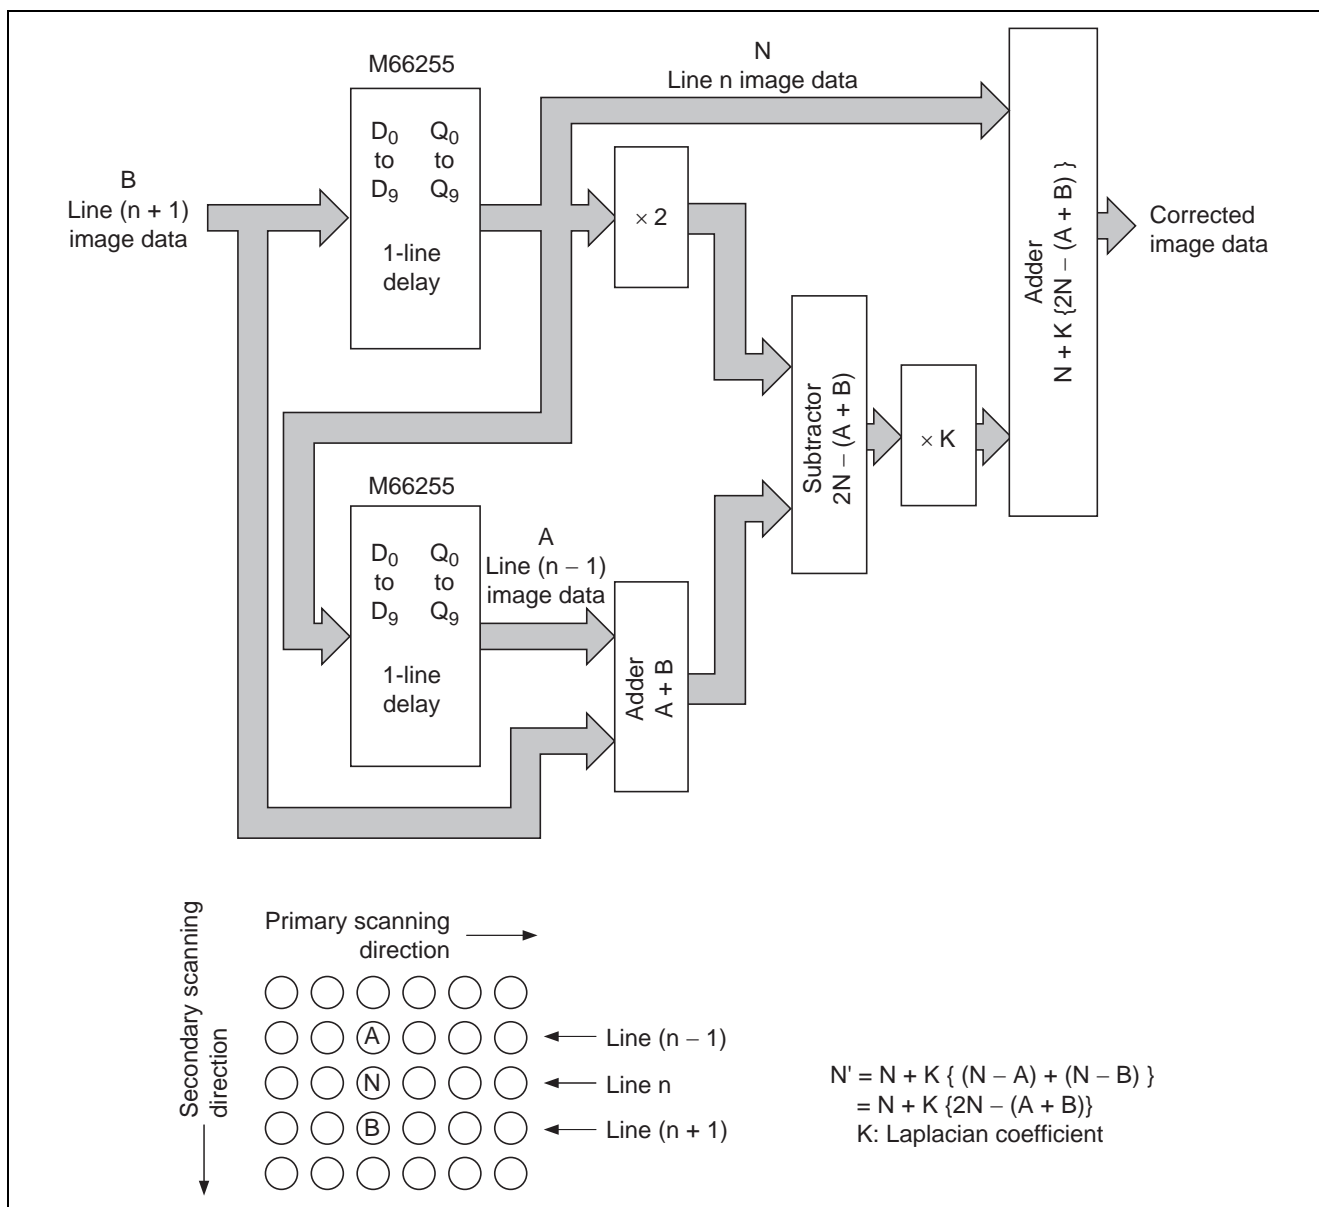 M66255
D0 Q0
to to
D9 Q9
1-line
delay
N
Line n image data
B
Line (n + 1)
image data
× 2
Adder
N + K {2N – (A + B) }
Corrected
image data
Subtractor
2N – (A + B)
× K
M66255
D0 Q0
to to
D9 Q9
1-line
delay
A
Line (n – 1)
image data
Adder
A + B
Secondary scanning
direction
Primary scanning
direction
A
Line (n – 1)
N
Line n
B
Line (n + 1)
N' = N + K { (N – A) + (N – B) }
= N + K {2N – (A + B)}
K: Laplacian coefficient